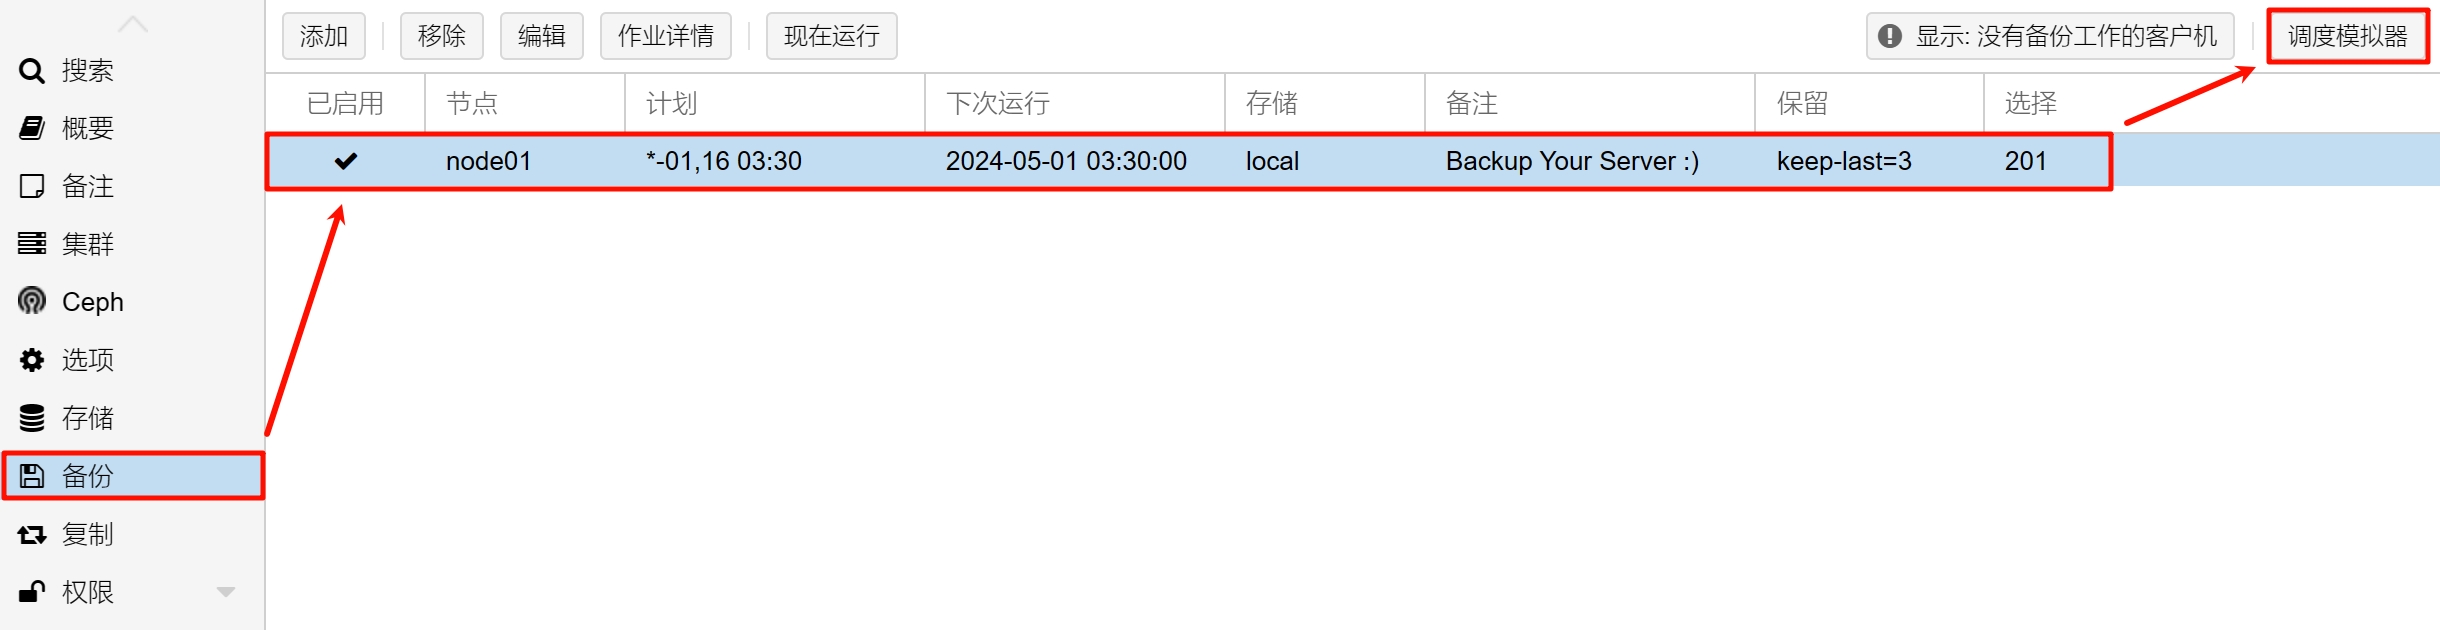 搜索
概要
备注
集群
Ceph
选项
存储
备份
复制
权限
添加 移除 编辑 作业详情 现在运行 显示: 没有备份工作的客户机 调度模拟器
已启用 节点 计划 下次运行 存储 备注 保留 选择
node01 *-01,16 03:30 2024-05-01 03:30:00 local Backup Your Server :) keep-last=3 201